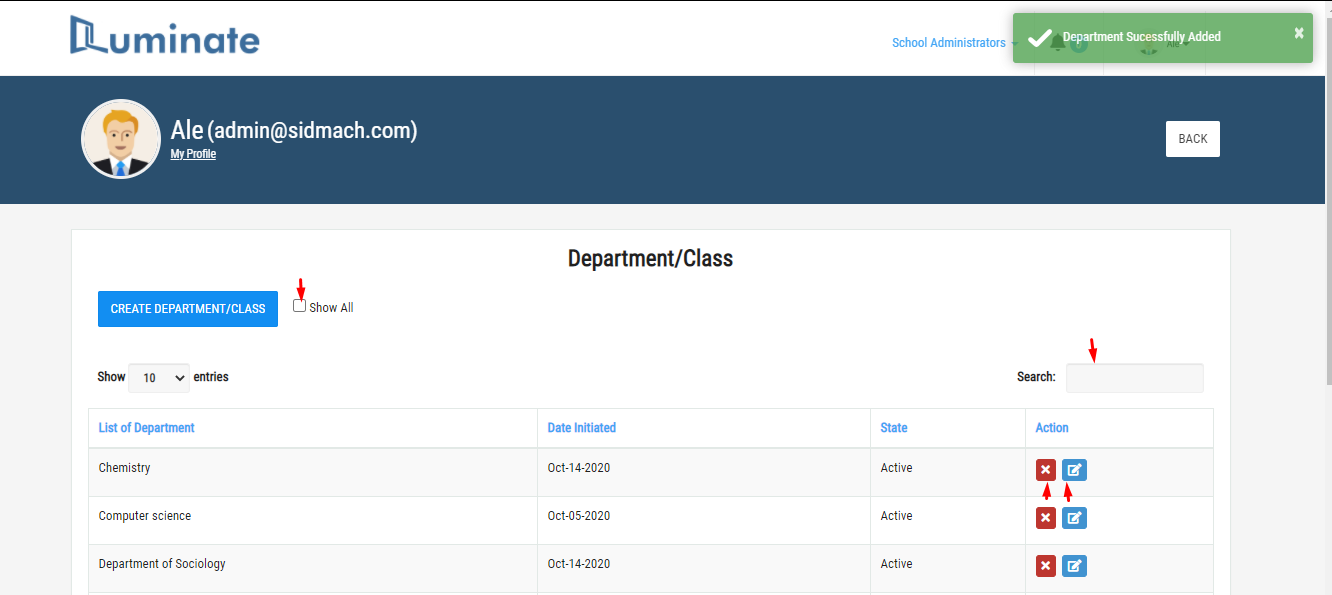 Luminate
School Administrators
Department Sucessfully Added
×
Ale
Ale (admin@sidmach.com)
My Profile
BACK
Department/Class
CREATE DEPARTMENT/CLASS
Show All
Show 10 entries
Search:
List of Department Date Initiated State Action
Chemistry Oct-14-2020 Active
Computer science Oct-05-2020 Active
Department of Sociology Oct-14-2020 Active